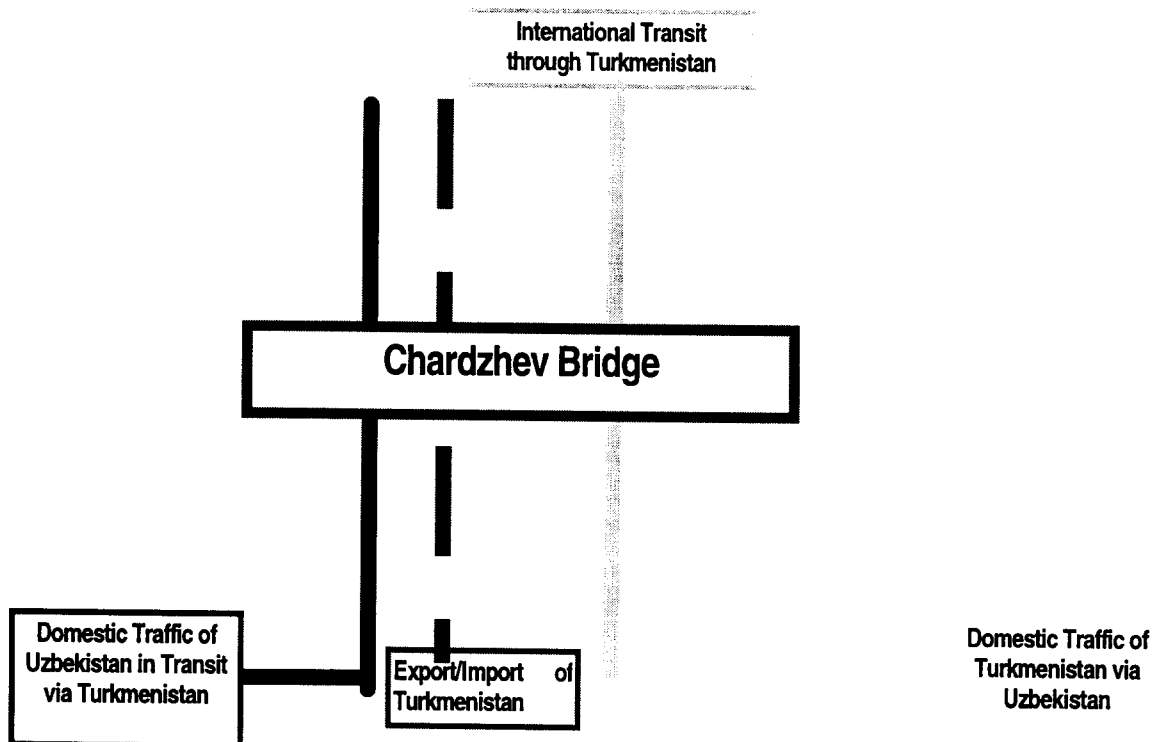 International Transit
through Turkmenistan
Chardzhev Bridge
Domestic Traffic of
Uzbekistan in Transit
via Turkmenistan
Export/Import of
Turkmenistan
Domestic Traffic of
Turkmenistan via
Uzbekistan